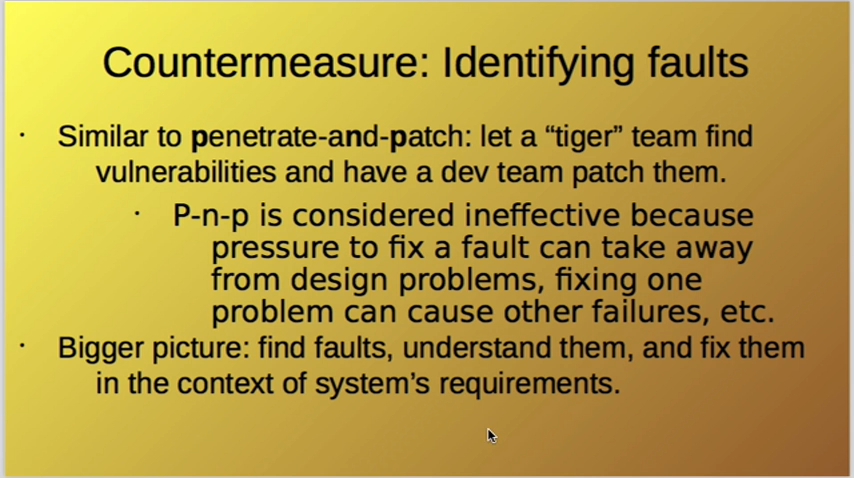 Countermeasure: Identifying faults
· Similar to penetrate-and-patch: let a “tiger” team find
vulnerabilities and have a dev team patch them.
· P-n-p is considered ineffective because
pressure to fix a fault can take away
from design problems, fixing one
problem can cause other failures, etc.
· Bigger picture: find faults, understand them, and fix them
in the context of system’s requirements.